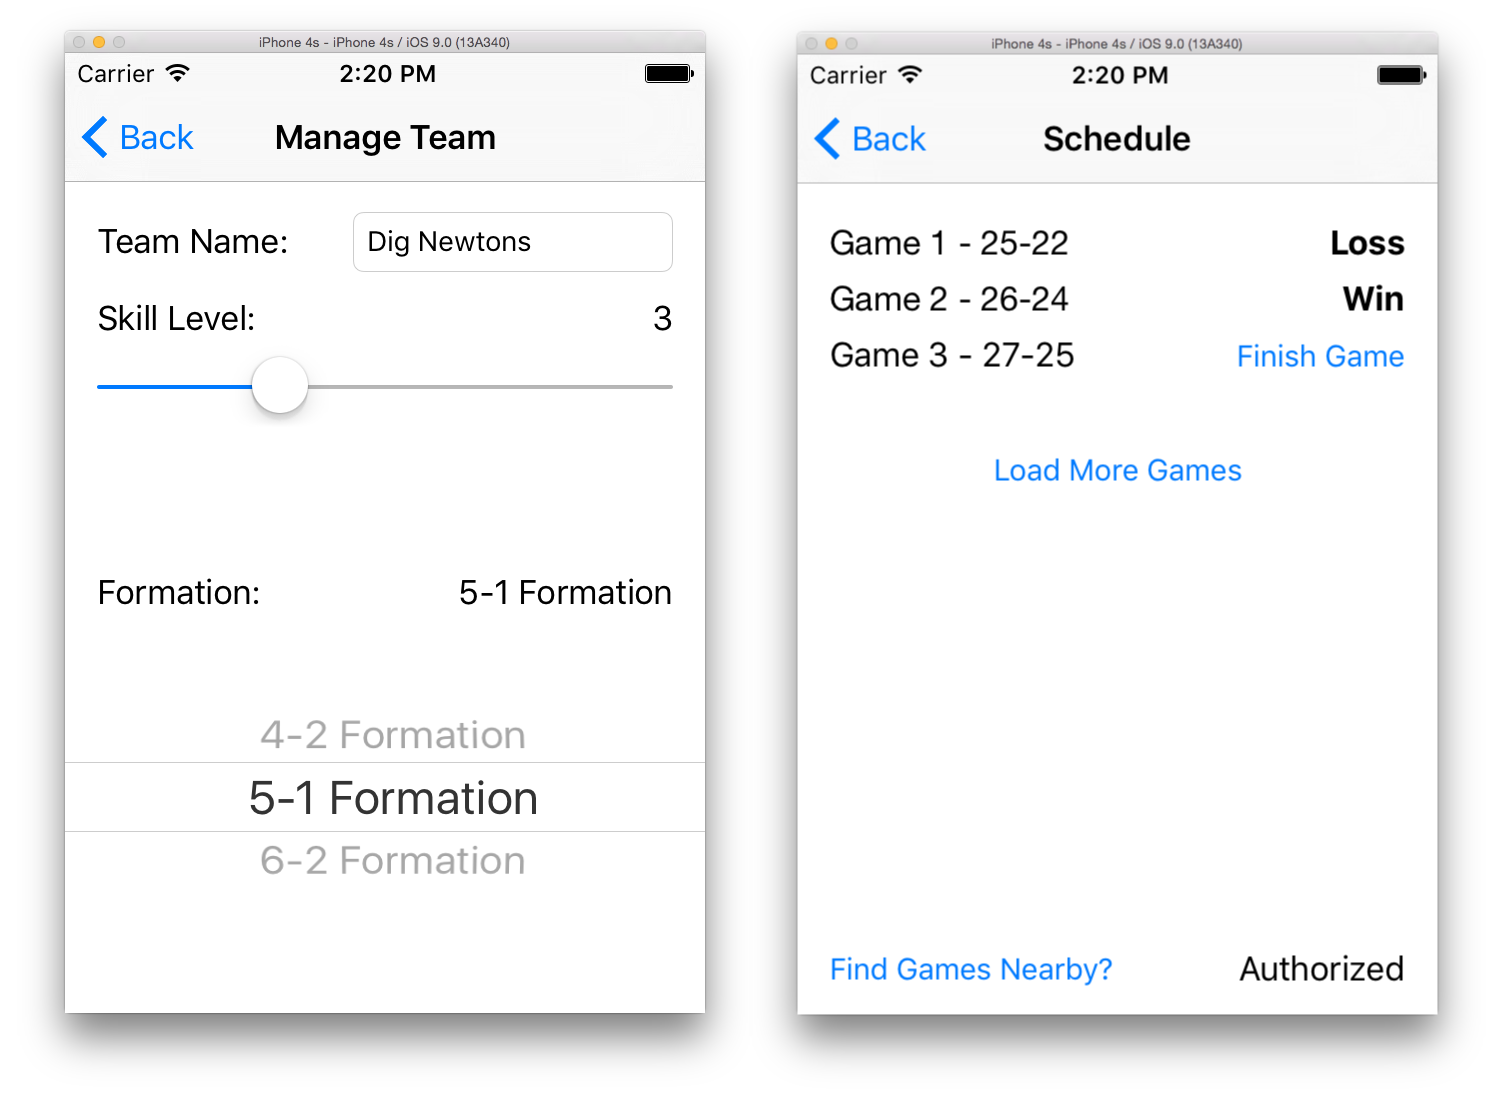 iPhone 4s - iPhone 4s / iOS 9.0 (13A340)
Carrier 2:20 PM
Back Manage Team
Team Name: Dig Newtons
Skill Level: 3
Formation: 5-1 Formation
4-2 Formation
5-1 Formation
6-2 Formation
iPhone 4s - iPhone 4s / iOS 9.0 (13A340)
Carrier 2:20 PM
Back Schedule
Game 1 - 25-22 Loss
Game 2 - 26-24 Win
Game 3 - 27-25 Finish Game
Load More Games
Find Games Nearby? Authorized